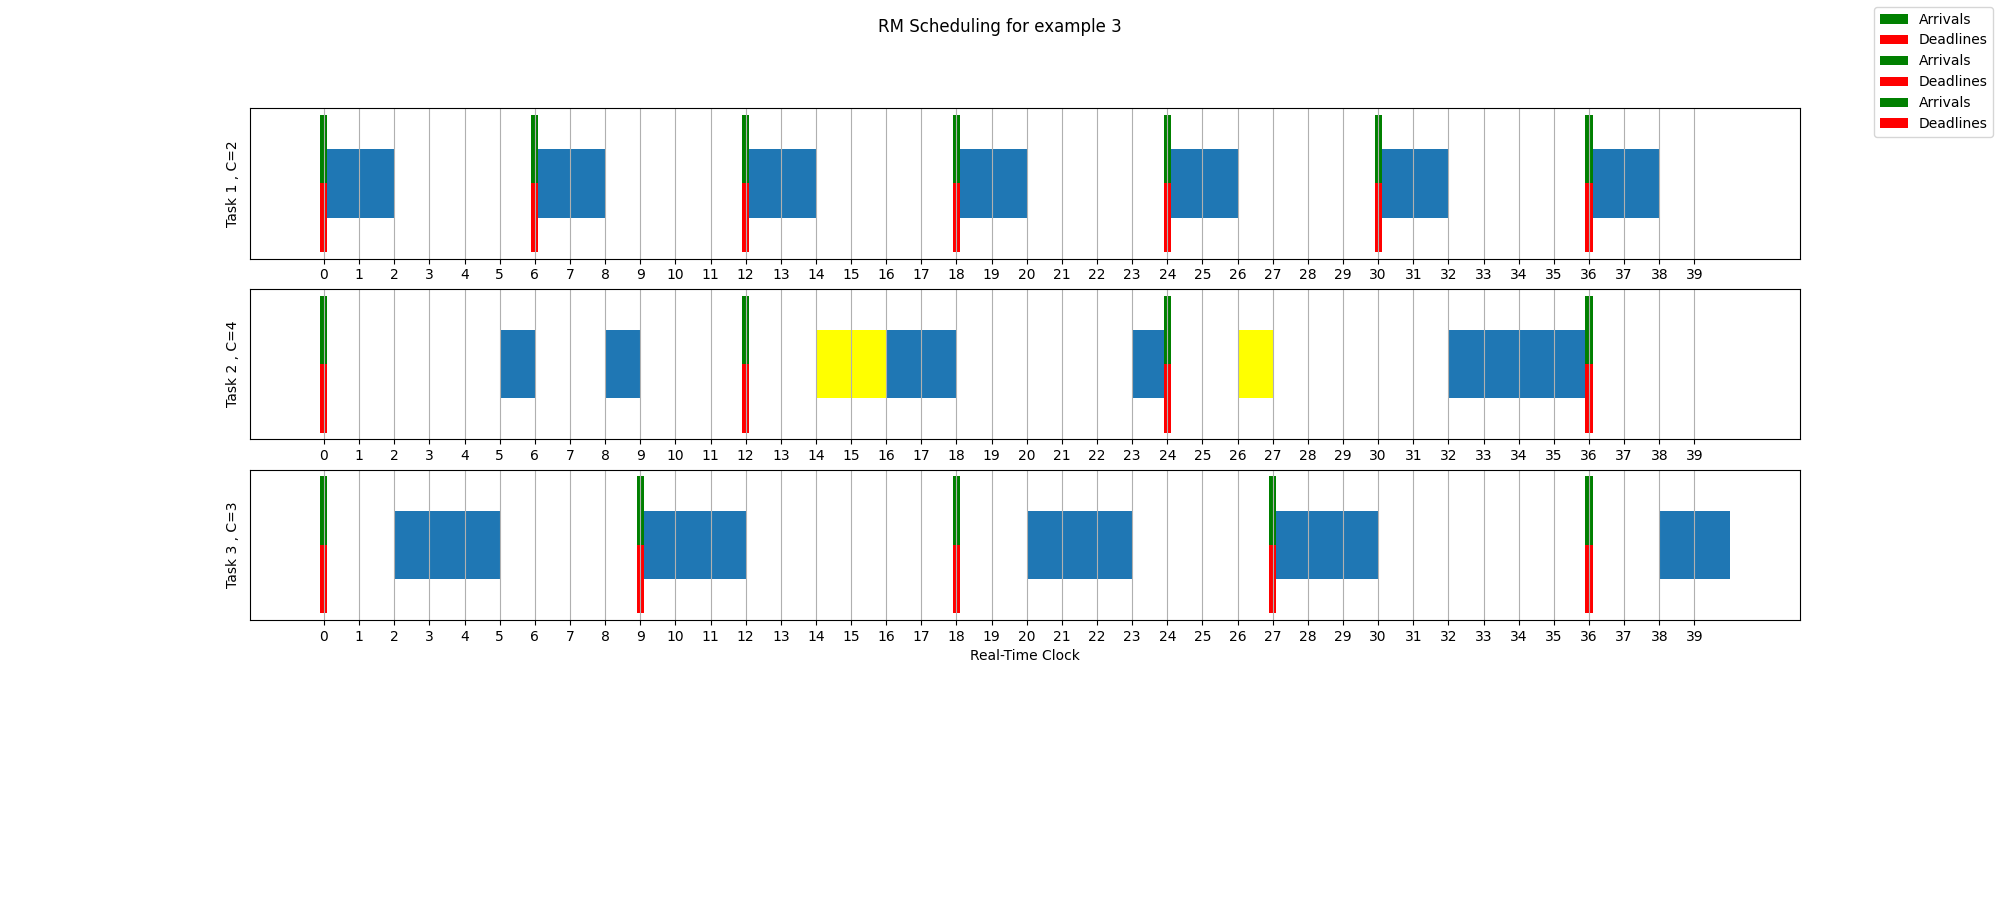 RM Scheduling for example 3
Arrivals
Deadlines
Arrivals
Deadlines
Arrivals
Deadlines
Task 1 , C=2
0 1 2 3 4 5 6 7 8 9 10 11 12 13 14 15 16 17 18 19 20 21 22 23 24 25 26 27 28 29 30 31 32 33 34 35 36 37 38 39
Task 2 , C=4
0 1 2 3 4 5 6 7 8 9 10 11 12 13 14 15 16 17 18 19 20 21 22 23 24 25 26 27 28 29 30 31 32 33 34 35 36 37 38 39
Task 3 , C=3
0 1 2 3 4 5 6 7 8 9 10 11 12 13 14 15 16 17 18 19 20 21 22 23 24 25 26 27 28 29 30 31 32 33 34 35 36 37 38 39
Real-Time Clock